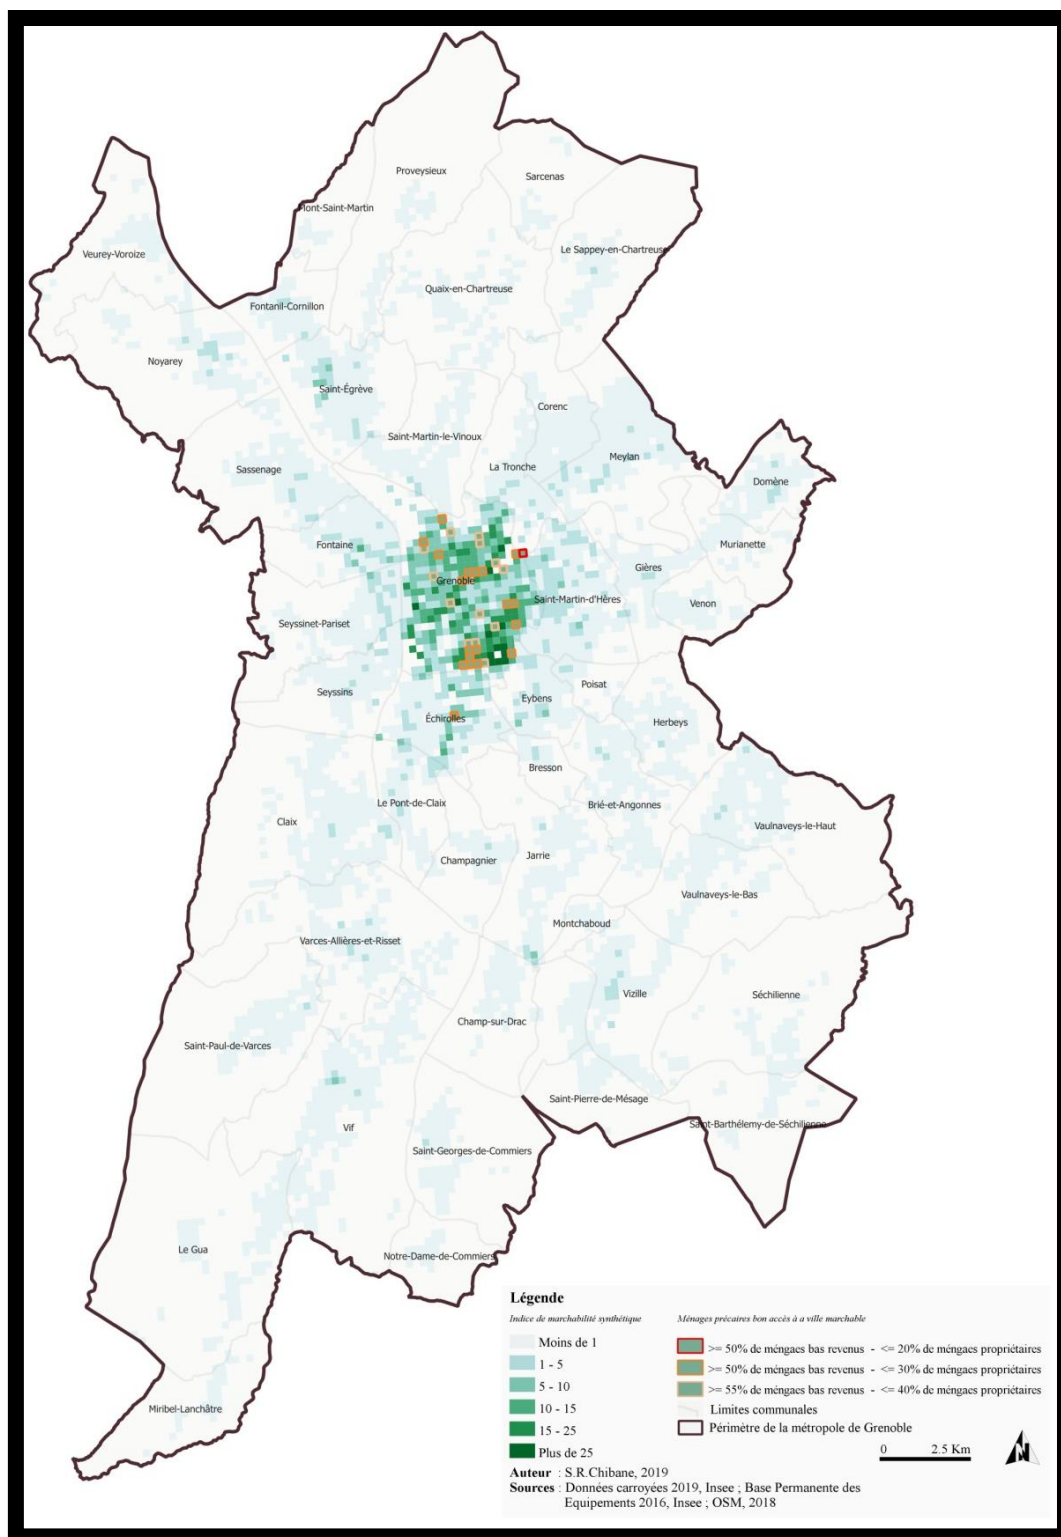 Proveysieux
Sarcenas
Mont-Saint-Martin
Veurey-Voroize
Le Sappey-en-Chartreuse
Quaix-en-Chartreuse
Fontanil-Cornillon
Noyarey
Saint-Égrève
Corenc
Saint-Martin-le-Vinoux
Meylan
La Tronche
Sassenage
Domène
Fontaine
Murianette
Gières
Grenoble
Saint-Martin-d'Hères
Venon
Seyssinet-Pariset
Poisat
Seyssins
Eybens
Échirolles
Herbeys
Bresson
Le Pont-de-Claix
Brié-et-Angonnes
Claix
Vaulnaveys-le-Haut
Jarrie
Champagnier
Vaulnaveys-le-Bas
Montchaboud
Varces-Allières-et-Risset
Vizille
Séchilienne
Champ-sur-Drac
Saint-Paul-de-Varces
Saint-Pierre-de-Mésage
Vif
Saint-Barthélemy-de-Séchilienne
Saint-Georges-de-Commiers
Le Gua
Notre-Dame-de-Commiers
Miribel-Lanchâtre
Légende
Indice de marchabilité synthétique
Moins de 1
1 - 5
5 - 10
10 - 15
15 - 25
Plus de 25
Ménages précaires bon accès à a ville marchable
>= 50% de méngaes bas revenus - <= 20% de méngaes propriétaires
>= 50% de méngaes bas revenus - <= 30% de méngaes propriétaires
>= 55% de méngaes bas revenus - <= 40% de méngaes propriétaires
Limites communales
Périmètre de la métropole de Grenoble
0 2.5 Km
N
Auteur : S.R.Chibane, 2019
Sources : Données carroyées 2019, Insee ; Base Permanente des
Equipements 2016, Insee ; OSM, 2018